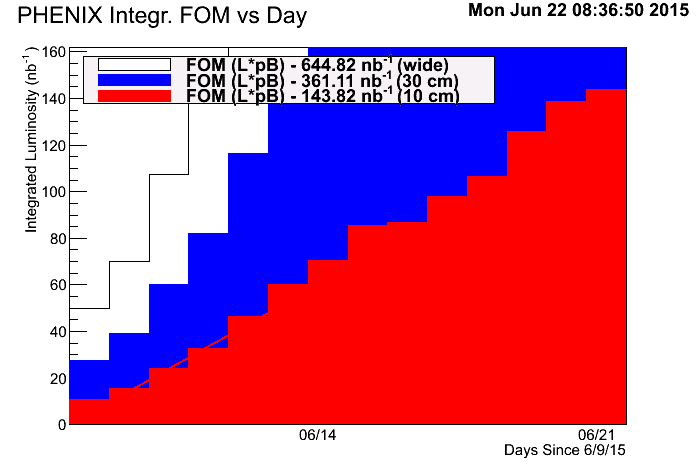 PHENIX Integr. FOM vs Day
Mon Jun 22 08:36:50 2015
Integrated Luminosity (nb⁻¹)
FOM (L*pB) - 644.82 nb⁻¹ (wide)
FOM (L*pB) - 361.11 nb⁻¹ (30 cm)
FOM (L*pB) - 143.82 nb⁻¹ (10 cm)
160
140
120
100
80
60
40
20
0
06/14
06/21
Days Since 6/9/15